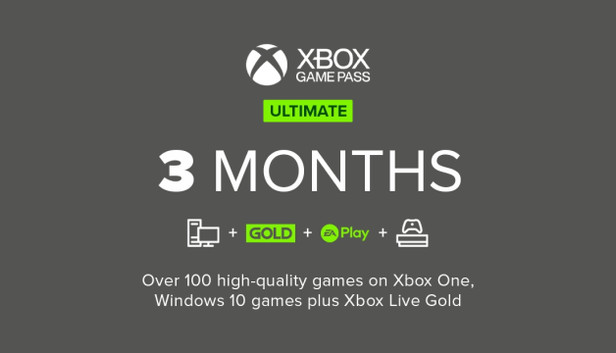 XBOX
GAME PASS
ULTIMATE
3 MONTHS
+ GOLD + EA Play +
Over 100 high-quality games on Xbox One,
Windows 10 games plus Xbox Live Gold